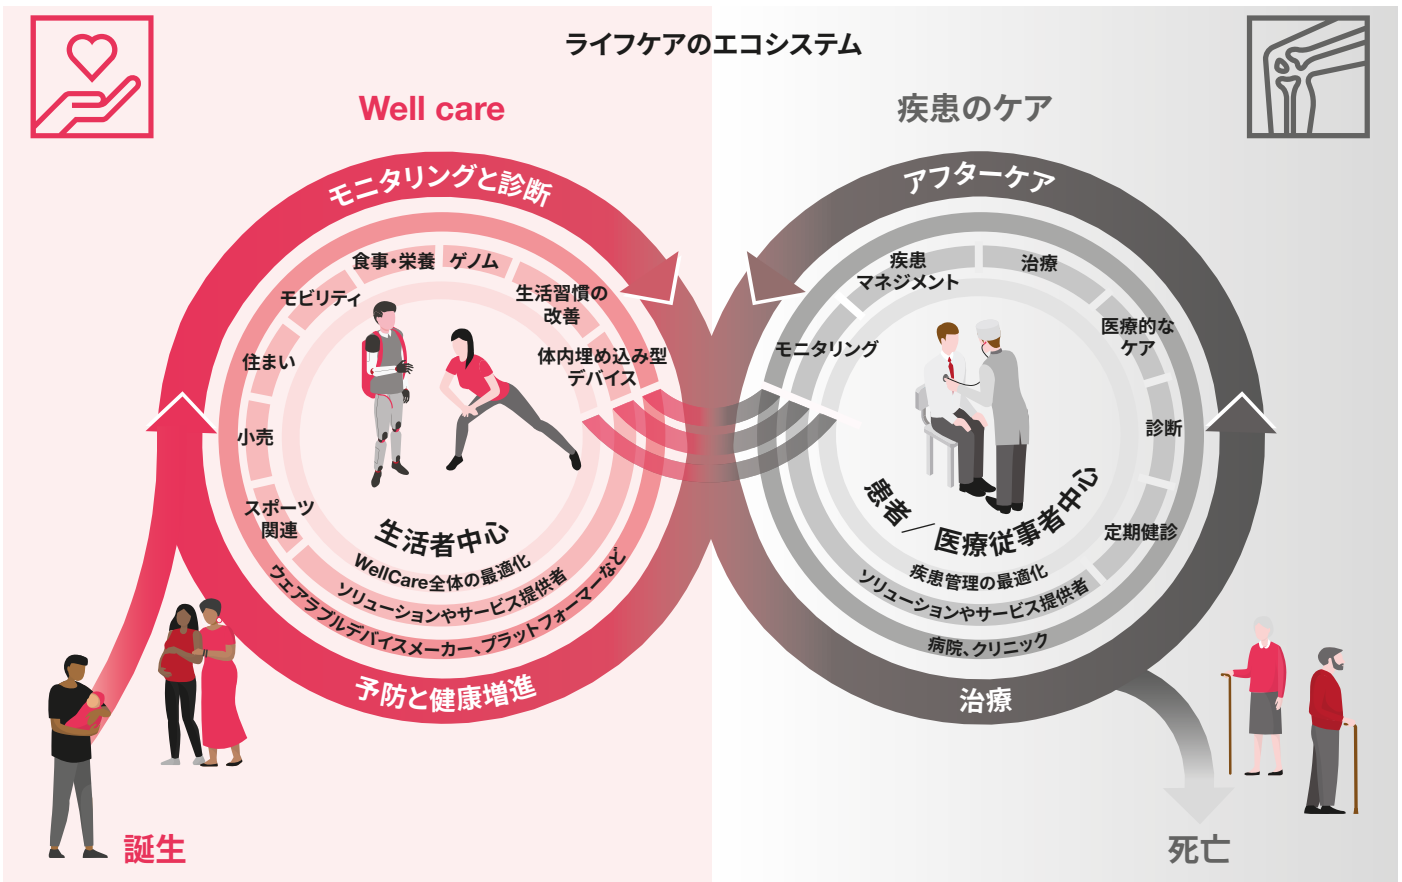 ライフケアのエコシステム
Well care
モニタリングと診断
食事・栄養
ゲノム
生活習慣の
改善
体内埋め込み型
デバイス
モビリティ
住まい
小売
スポーツ
関連
生活者中心
WellCare全体の最適化
ソリューションやサービス提供者
ウェアラブルデバイスメーカー、プラットフォーマーなど
予防と健康増進
誕生
疾患のケア
アフターケア
疾患
マネジメント
治療
医療的な
ケア
モニタリング
診断
定期健診
患者／医療従事者中心
疾患管理の最適化
ソリューションやサービス提供者
病院、クリニック
治療
死亡